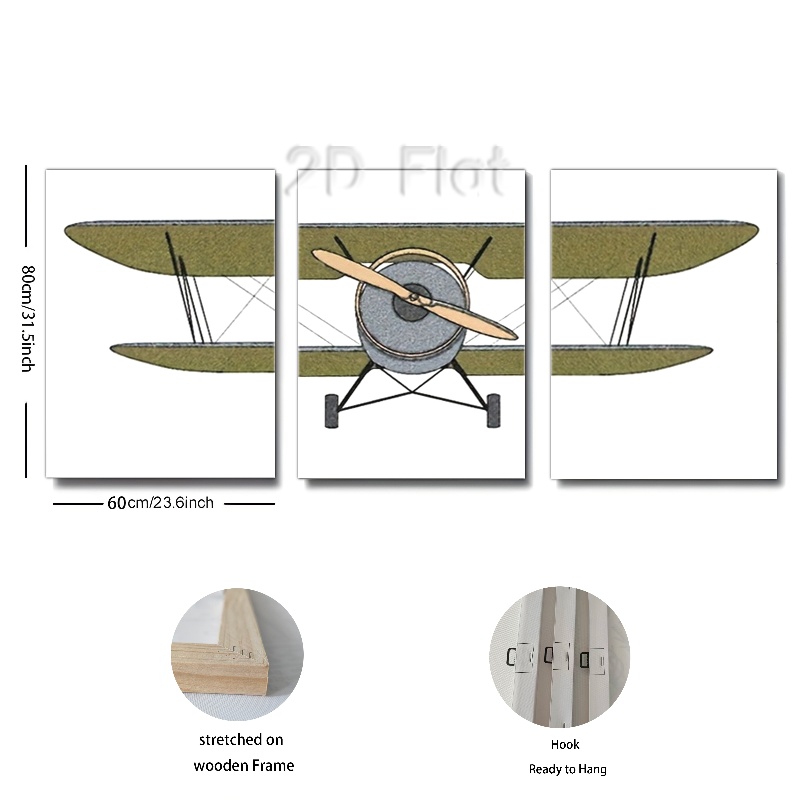 2D Flat
80cm/31.5inch
60cm/23.6inch
stretched on
wooden Frame
Hook
Ready to Hang